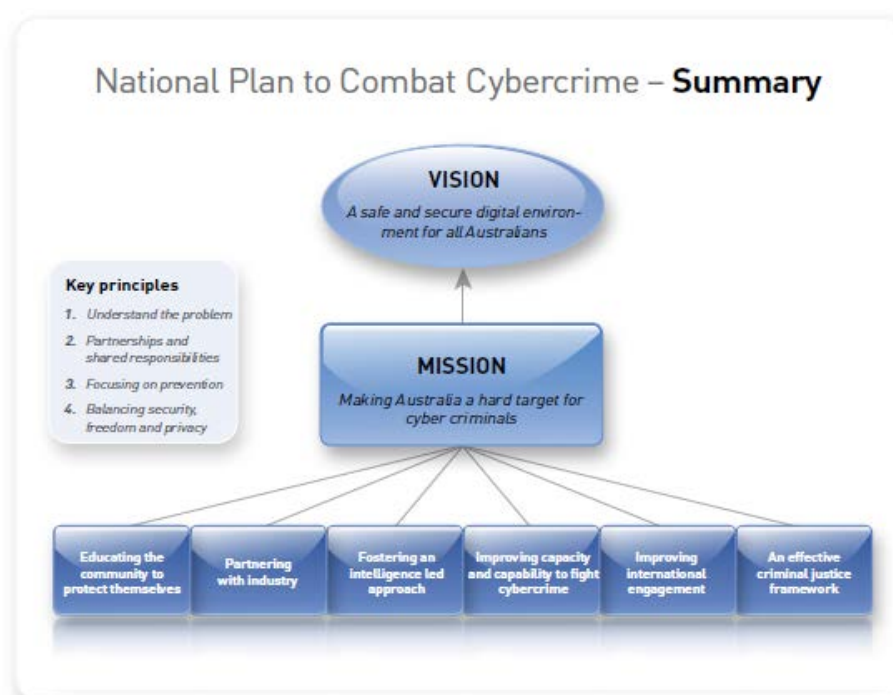 National Plan to Combat Cybercrime – Summary
VISION
A safe and secure digital environ-
ment for all Australians
Key principles
1. Understand the problem
2. Partnerships and
shared responsibilities
3. Focusing on prevention
4. Balancing security,
freedom and privacy
MISSION
Making Australia a hard target for
cyber criminals
Educating the
community to
protect themselves
Partnering
with industry
Fostering an
intelligence led
approach
Improving capacity
and capability to fight
cybercrime
Improving
international
engagement
An effective
criminal justice
framework